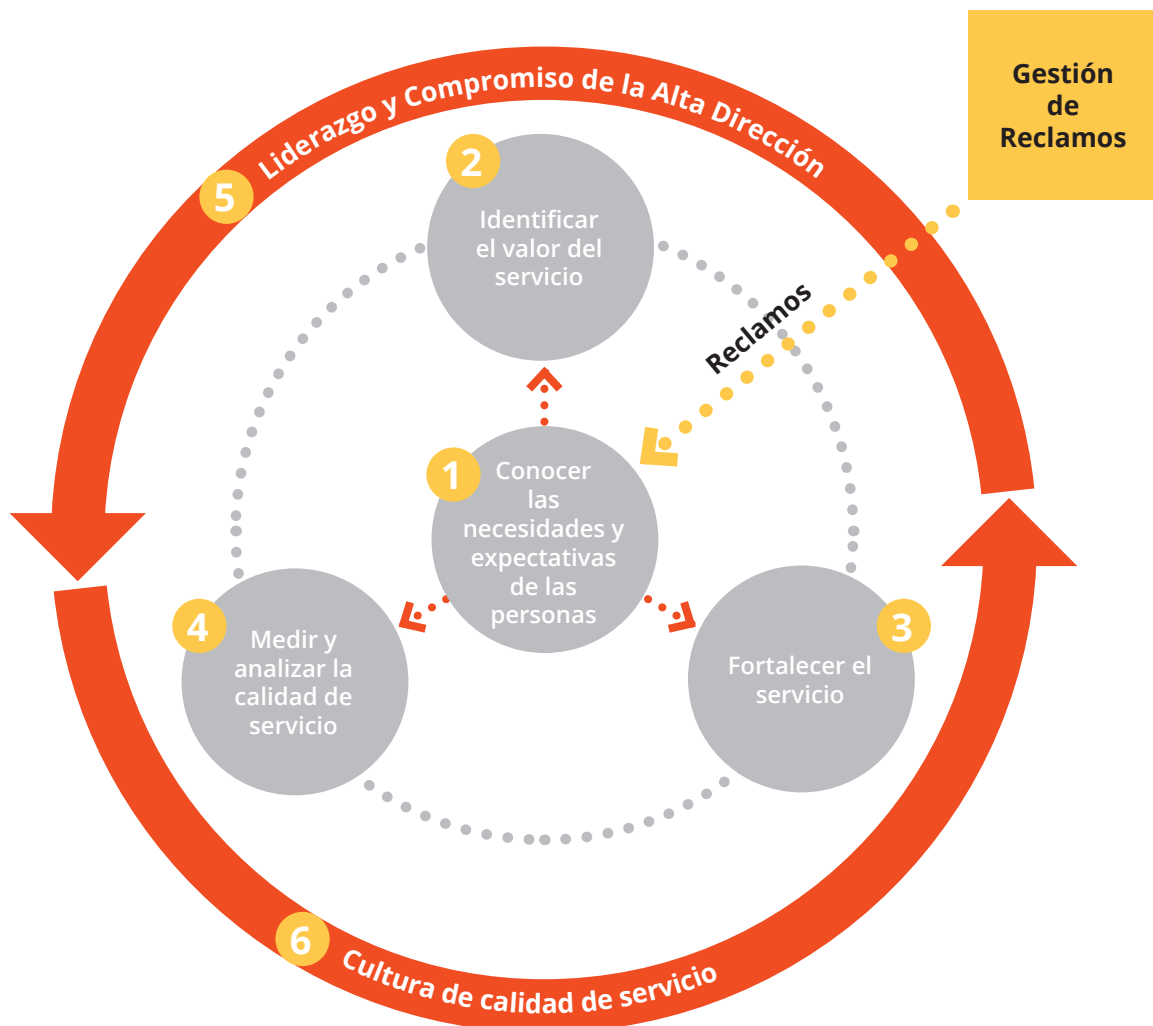 Gestión
de
Reclamos
5 Liderazgo y Compromiso de la Alta Dirección
2
Identificar
el valor del
servicio
Reclamos
1
Conocer
las
necesidades y
expectativas
de las
personas
4
Medir y
analizar la
calidad de
servicio
3
Fortalecer el
servicio
6 Cultura de calidad de servicio